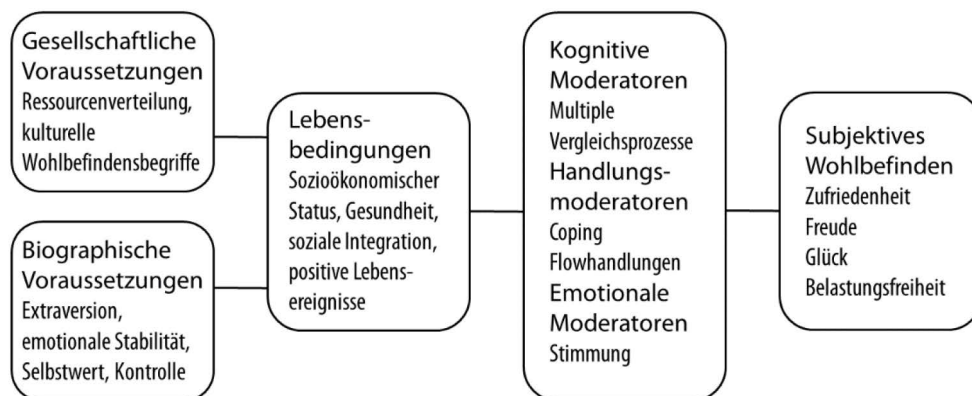 Gesellschaftliche
Voraussetzungen
Ressourcenverteilung,
kulturelle
Wohlbefindensbegriffe
Biographische
Voraussetzungen
Extraversion,
emotionale Stabilität,
Selbstwert, Kontrolle
Lebens-
bedingungen
Sozioökonomischer
Status, Gesundheit,
soziale Integration,
positive Lebens-
ereignisse
Kognitive
Moderatoren
Multiple
Vergleichsprozesse
Handlungs-
moderatoren
Coping
Flowhandlungen
Emotionale
Moderatoren
Stimmung
Subjektives
Wohlbefinden
Zufriedenheit
Freude
Glück
Belastungsfreiheit